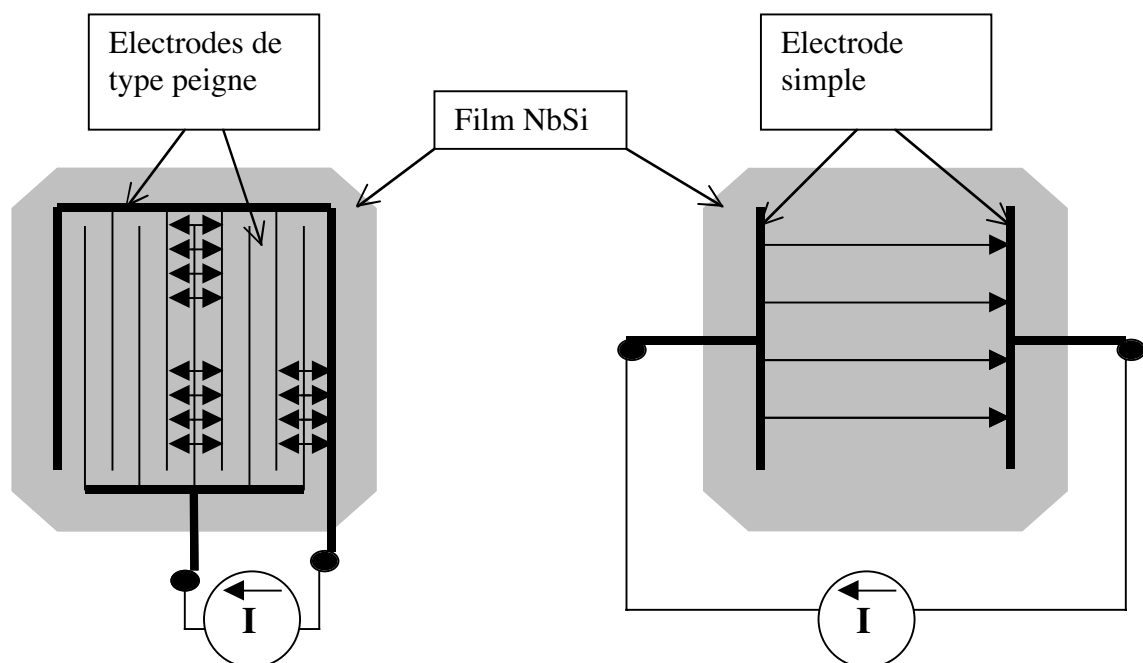 Electrodes de
type peigne
Film NbSi
Electrode
simple
I
I